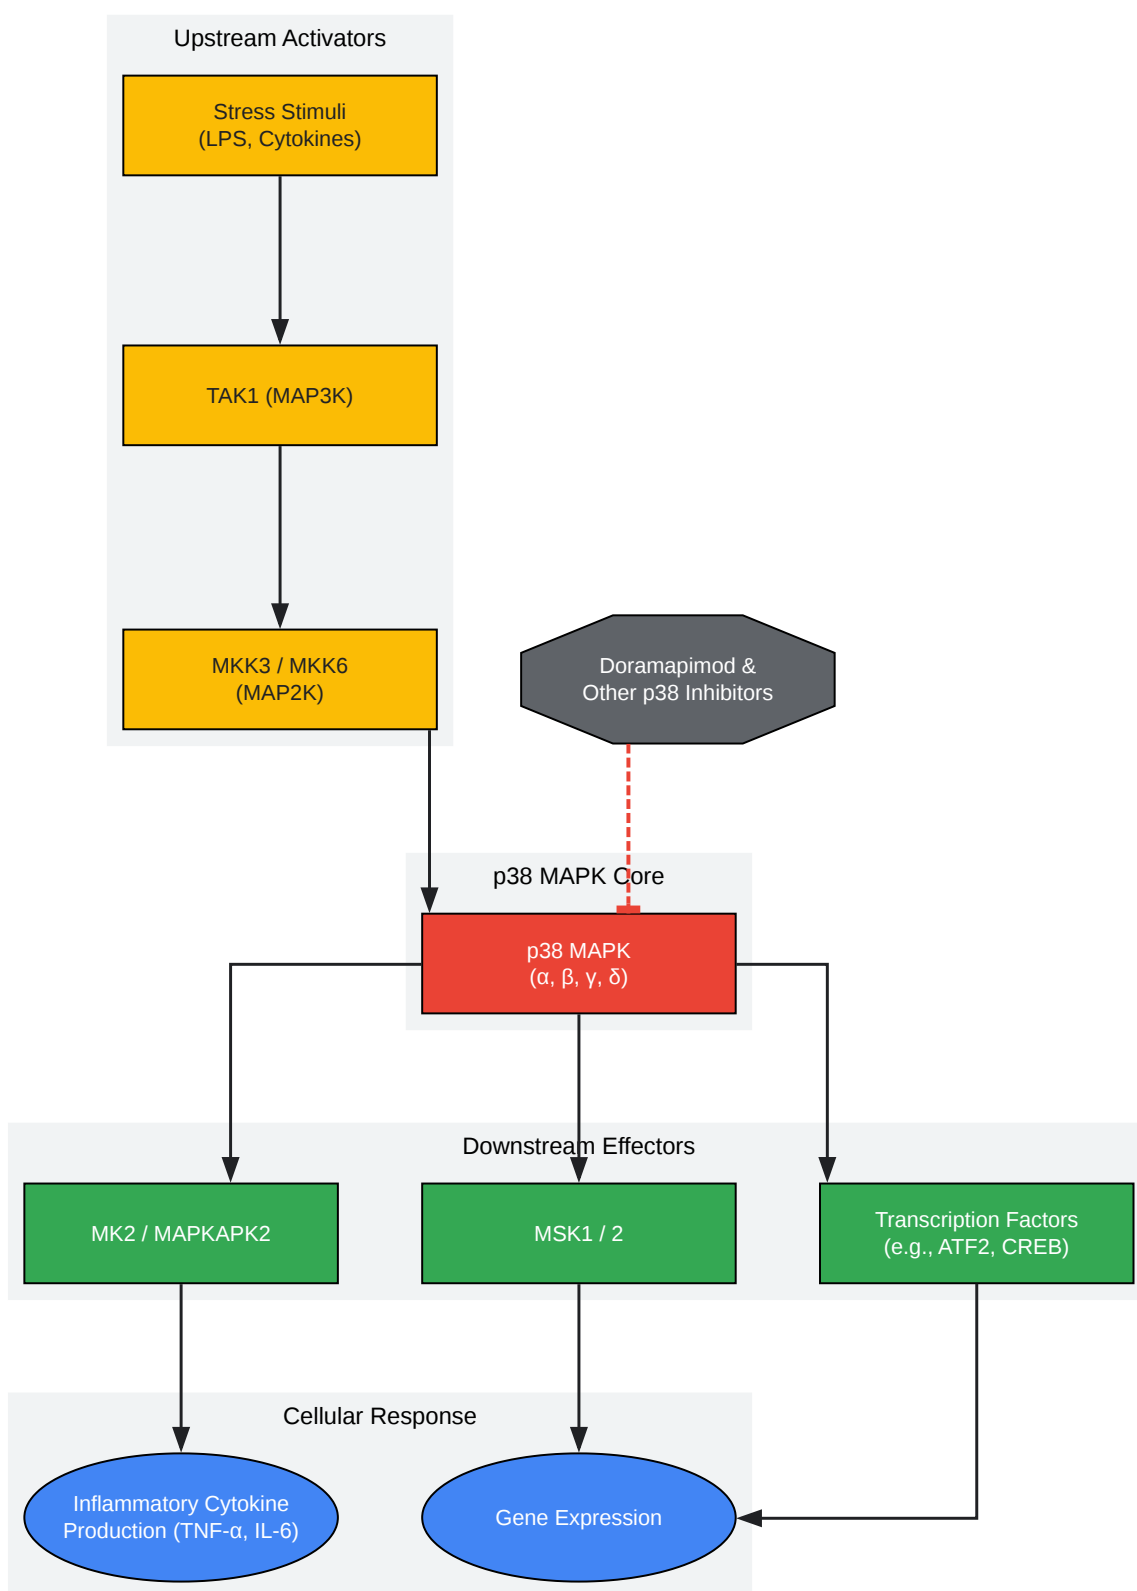 Upstream Activators
Stress Stimuli
(LPS, Cytokines)
TAK1 (MAP3K)
MKK3 / MKK6
(MAP2K)
Doramapimod &
Other p38 Inhibitors
p38 MAPK Core
p38 MAPK
(α, β, γ, δ)
Downstream Effectors
MK2 / MAPKAPK2
MSK1 / 2
Transcription Factors
(e.g., ATF2, CREB)
Cellular Response
Inflammatory Cytokine
Production (TNF-α, IL-6)
Gene Expression